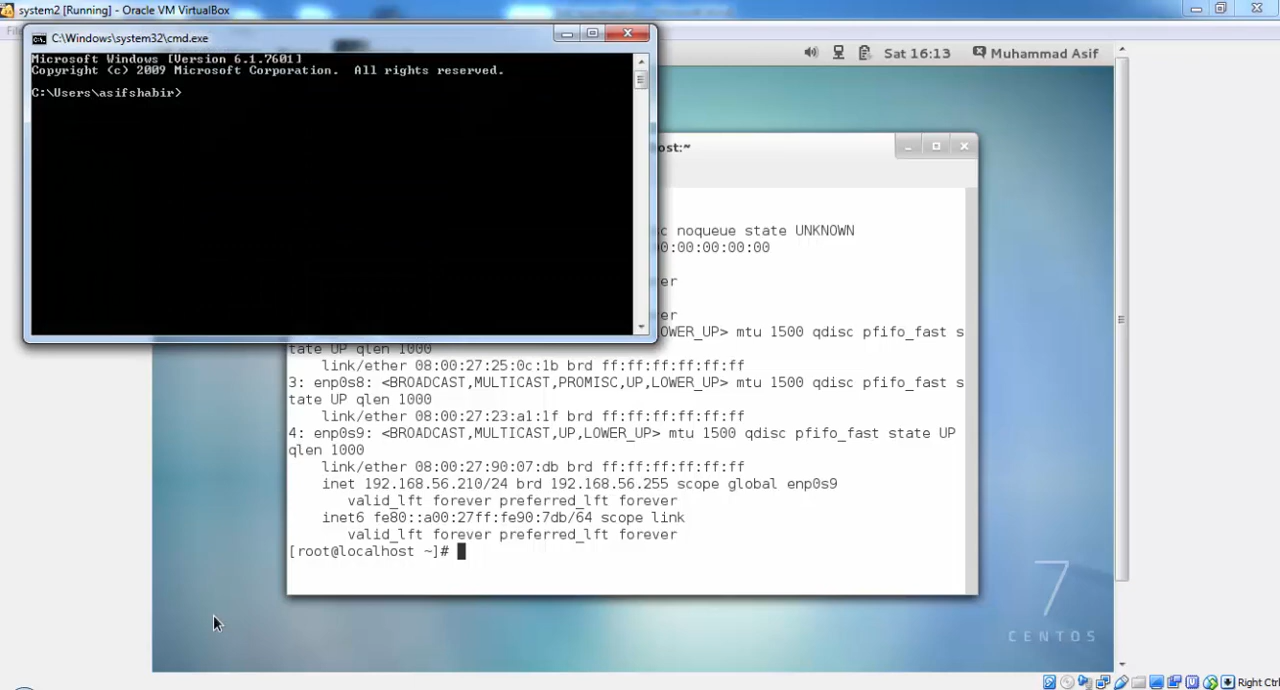 system2 [Running] - Oracle VM VirtualBox
C:\Windows\system32\cmd.exe
Microsoft Windows [Version 6.1.7601]
Copyright (c) 2009 Microsoft Corporation.  All rights reserved.
C:\Users\asifshabir>
Sat 16:13
Muhammad Asif
ost:~
c noqueue state UNKNOWN
00:00:00:00:00
er
er
OWER_UP> mtu 1500 qdisc pfifo_fast s
tate UP qlen 1000
link/ether 08:00:27:25:0c:1b brd ff:ff:ff:ff:ff:ff
3: enp0s8: <BROADCAST,MULTICAST,PROMISC,UP,LOWER_UP> mtu 1500 qdisc pfifo_fast s
tate UP qlen 1000
link/ether 08:00:27:23:a1:1f brd ff:ff:ff:ff:ff:ff
4: enp0s9: <BROADCAST,MULTICAST,UP,LOWER_UP> mtu 1500 qdisc pfifo_fast state UP
qlen 1000
link/ether 08:00:27:90:07:db brd ff:ff:ff:ff:ff:ff
inet 192.168.56.210/24 brd 192.168.56.255 scope global enp0s9
valid_lft forever preferred_lft forever
inet6 fe80::a00:27ff:fe90:7db/64 scope link
valid_lft forever preferred_lft forever
[root@localhost ~]#
7
CENTOS
Right Ctrl